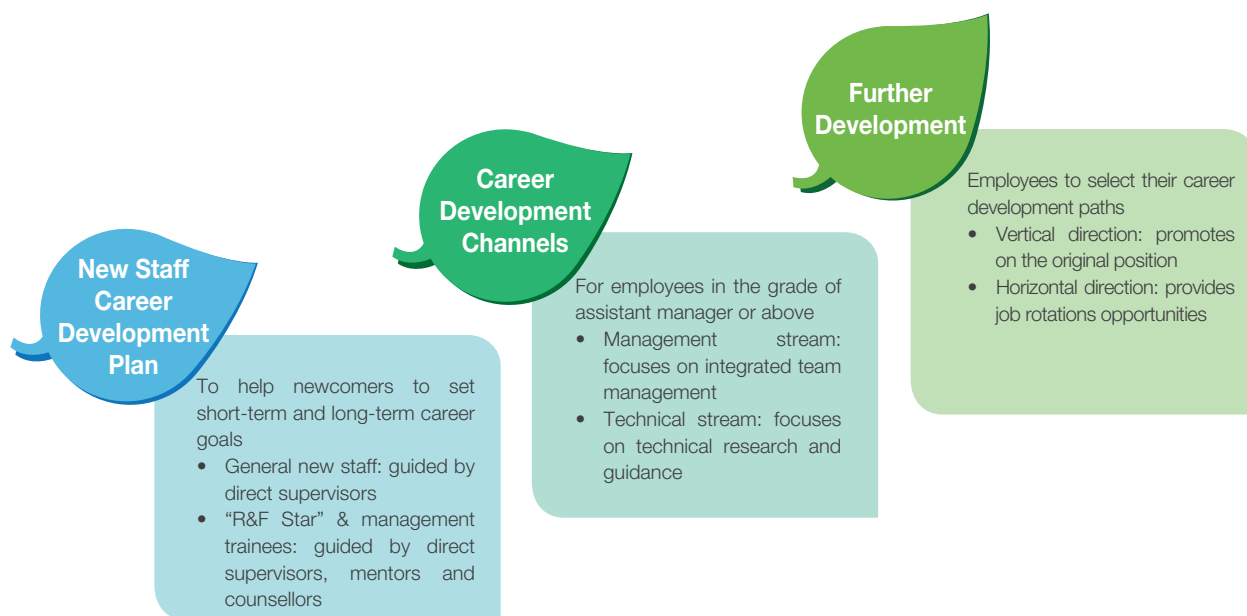 New Staff
Career
Development
Plan
To help newcomers to set
short-term and long-term career
goals
• General new staff: guided by
direct supervisors
• “R&F Star” & management
trainees: guided by direct
supervisors, mentors and
counsellors
Career
Development
Channels
For employees in the grade of
assistant manager or above
• Management stream:
focuses on integrated team
management
• Technical stream: focuses
on technical research and
guidance
Further
Development
Employees to select their career
development paths
• Vertical direction: promotes
on the original position
• Horizontal direction: provides
job rotations opportunities